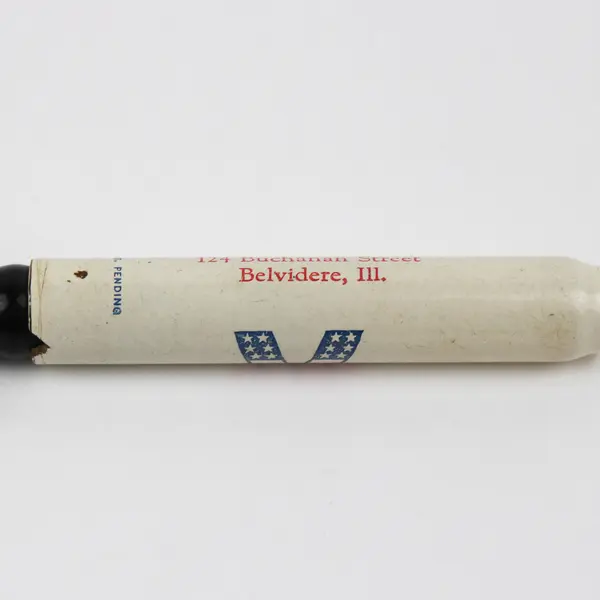 124 Buchanan Street
Belvidere, Ill.
PENDING